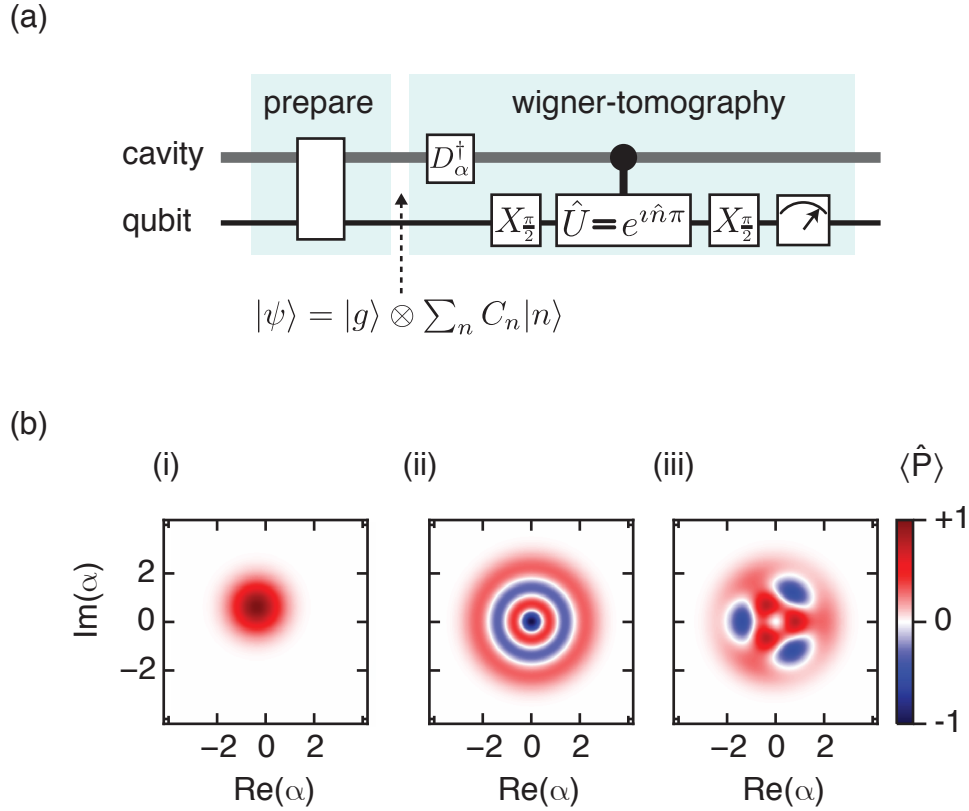 (a)
prepare
wigner-tomography
cavity
D†α
qubit
Xπ/2
Û=e^{ın̂π}
Xπ/2
|ψ⟩ = |g⟩ ⊗ ∑n Cn|n⟩
(b)
(i)
(ii)
(iii)
⟨P̂⟩
+1
0
-1
Im(α)
2
0
−2
−2 0 2
−2 0 2
−2 0 2
Re(α)
Re(α)
Re(α)